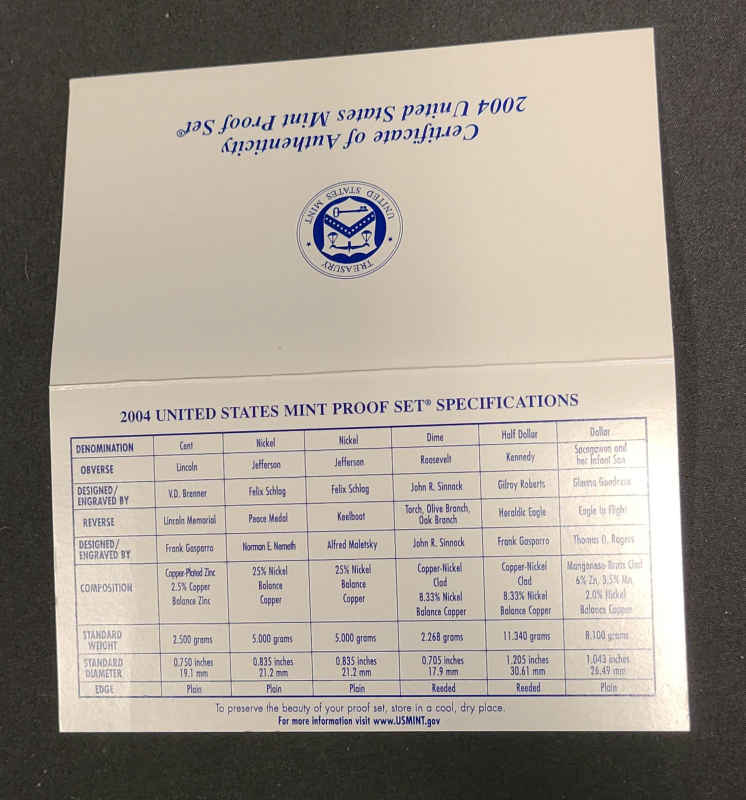 Certificate of Authenticity
2004 United States Mint Proof Set®
UNITED STATES MINT
TREASURY
2004 UNITED STATES MINT PROOF SET® SPECIFICATIONS
DENOMINATION Cent Nickel Nickel Dime Half Dollar Dollar
OBVERSE Lincoln Jefferson Jefferson Roosevelt Kennedy Sacagawea and
her Infant Son
DESIGNED/
ENGRAVED BY V.D. Brenner Felix Schlag Felix Schlag John R. Sinnock Gilroy Roberts Glenna Goodacre
REVERSE Lincoln Memorial Peace Medal Keelboat Torch, Olive Branch,
Oak Branch Heraldic Eagle Eagle In Flight
DESIGNED/
ENGRAVED BY Frank Gasparro Norman E. Nemeth Alfred Maletsky John R. Sinnock Frank Gasparro Thomas D. Rogers
COMPOSITION Copper-Plated Zinc 25% Nickel 25% Nickel Copper-Nickel Copper-Nickel Manganese-Brass Clad
2.5% Copper Balance Balance Clad Clad 6% Zn, 3.5% Mn,
Balance Zinc Copper Copper 8.33% Nickel 8.33% Nickel 2.0% Nickel
Balance Copper Balance Copper Balance Copper
STANDARD
WEIGHT 2.500 grams 5.000 grams 5.000 grams 2.268 grams 11.340 grams 8.100 grams
STANDARD 0.750 inches 0.835 inches 0.835 inches 0.705 inches 1.205 inches 1.043 inches
DIAMETER 19.1 mm 21.2 mm 21.2 mm 17.9 mm 30.61 mm 26.49 mm
EDGE Plain Plain Plain Reeded Reeded Plain
To preserve the beauty of your proof set, store in a cool, dry place.
For more information visit www.USMINT.gov